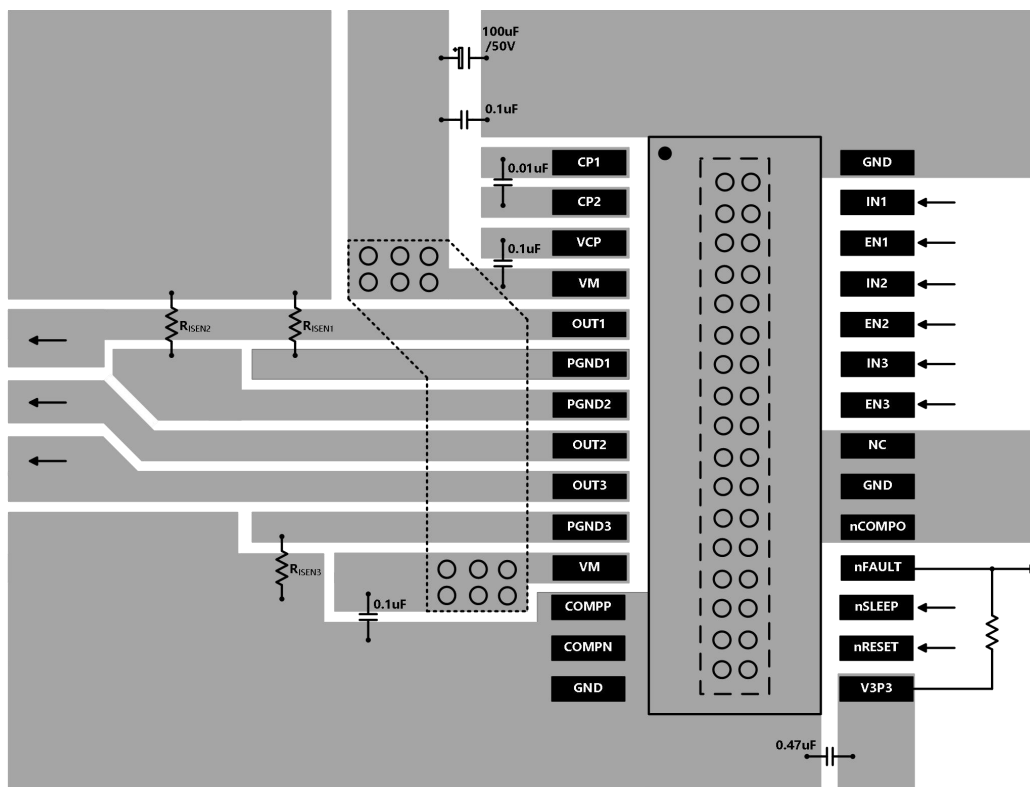 100uF
/50V
0.1uF
CP1
0.01uF
CP2
VCP
0.1uF
VM
OUT1
RISEN2
RISEN1
PGND1
PGND2
OUT2
OUT3
PGND3
VM
RISEN3
0.1uF
COMPP
COMPN
GND
GND
IN1
EN1
IN2
EN2
IN3
EN3
NC
GND
nCOMPO
nFAULT
nSLEEP
nRESET
V3P3
0.47uF